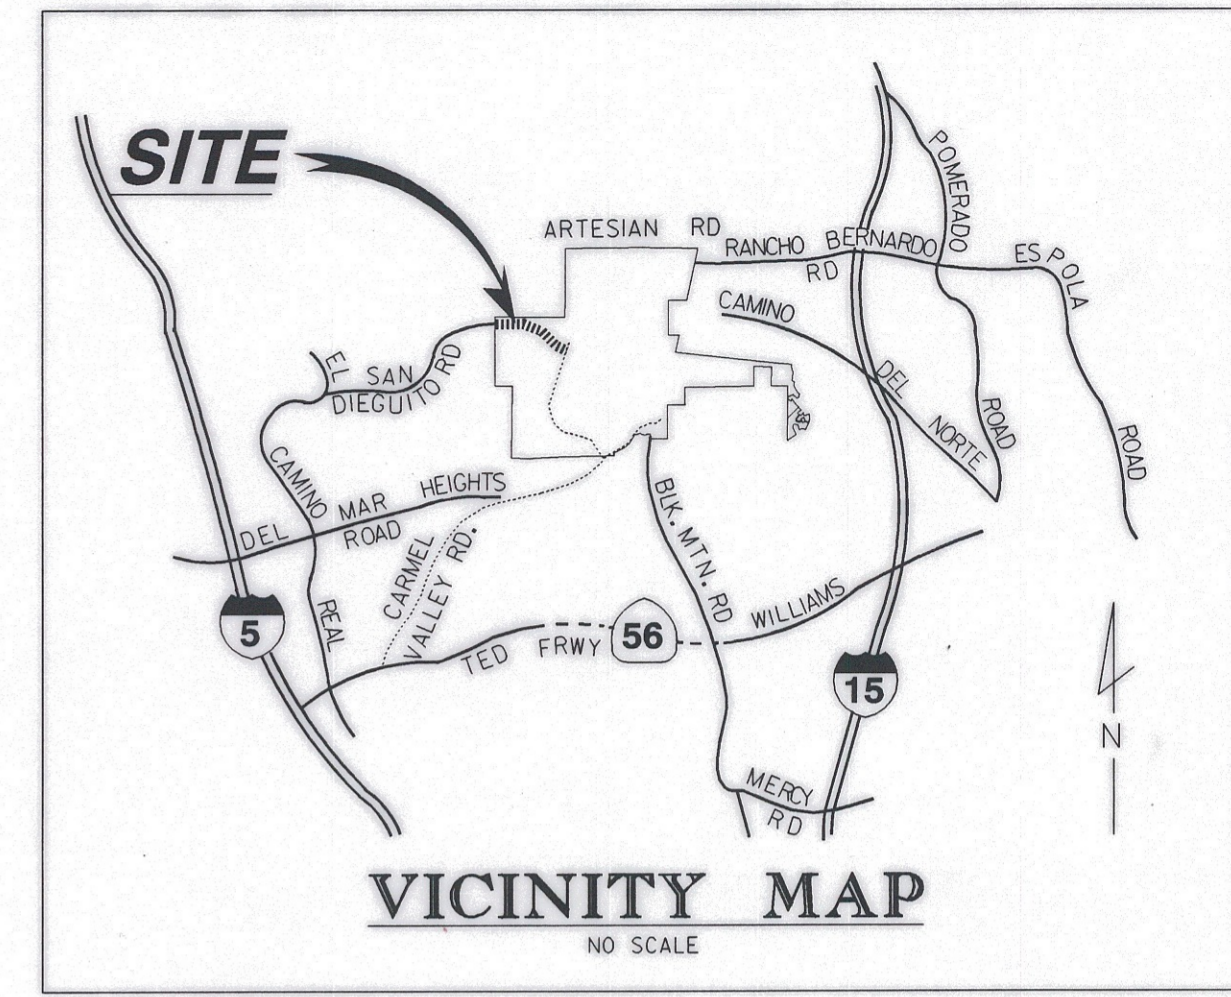 SITE
ARTESIAN RD
RANCHO BERNARDO
RD
POMERADO
ROAD
ESPOLA
ROAD
CAMINO
DEL
NORTE
EL
CAMINO
REAL
SAN
DIEGUITO RD
DEL MAR HEIGHTS
ROAD
CARMEL
VALLEY RD.
BLK. MTN. RD
TED WILLIAMS
FRWY
56
5
15
MERCY
RD
N
VICINITY MAP
NO SCALE